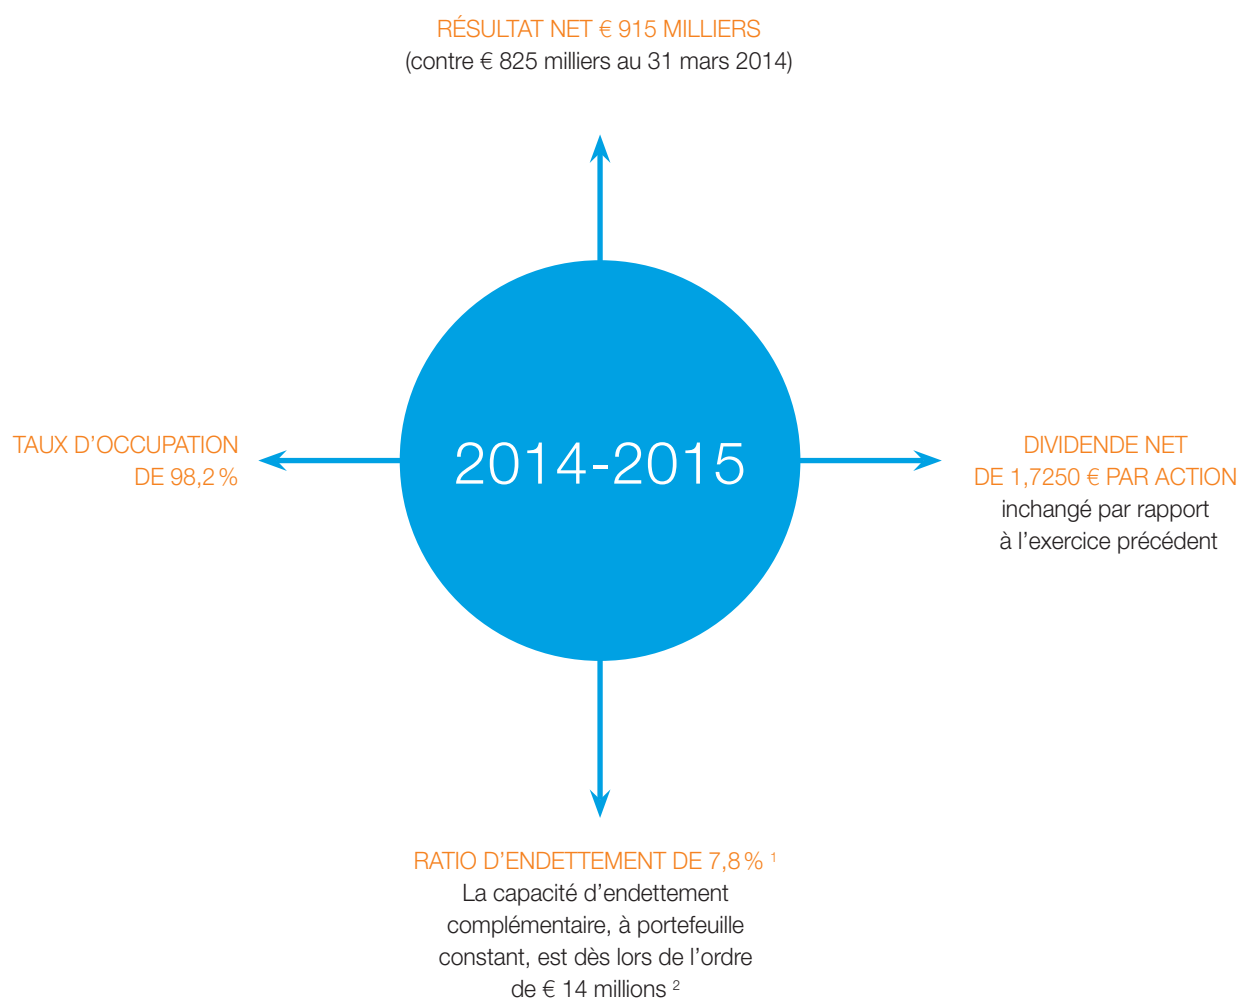 RÉSULTAT NET € 915 MILLIERS
(contre € 825 milliers au 31 mars 2014)
TAUX D’OCCUPATION
DE 98,2 %
2014-2015
DIVIDENDE NET
DE 1,7250 € PAR ACTION
inchangé par rapport
à l’exercice précédent
RATIO D’ENDETTEMENT DE 7,8 % ¹
La capacité d’endettement
complémentaire, à portefeuille
constant, est dès lors de l’ordre
de € 14 millions ²